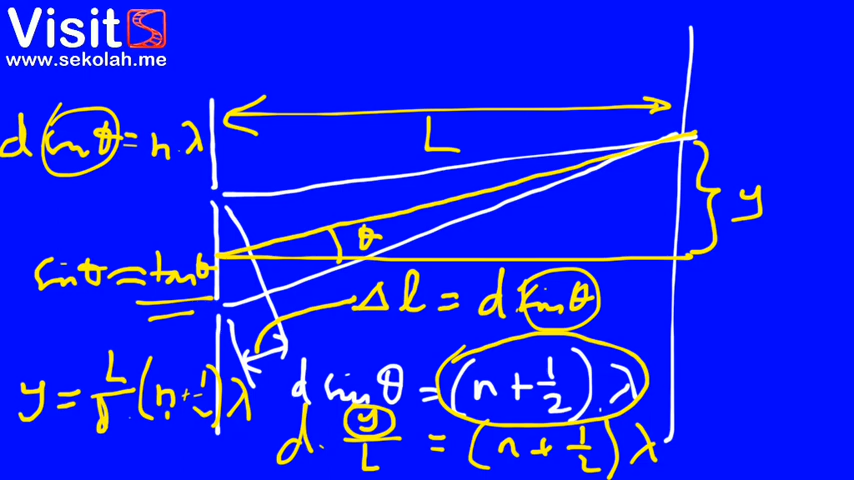 Visit S
www.sekolah.me
L
d sinθ = n.λ
y
θ
sinθ = tanθ
Δl = d sinθ
y = L/d (n+1/2) λ
d sinθ = (n + 1/2).λ
d. y/L = (n + 1/2) λ